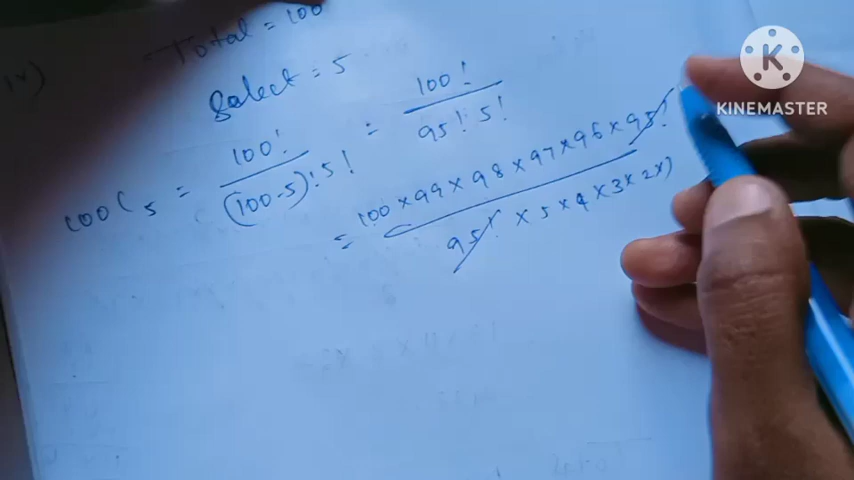 iv) Total = 100
Select = 5
100C5 = 100! / (100-5)! 5! = 100! / 95! 5!
= 100 × 99 × 98 × 97 × 96 × 95! / 95! × 5 × 4 × 3 × 2 × 1
KINEMASTER